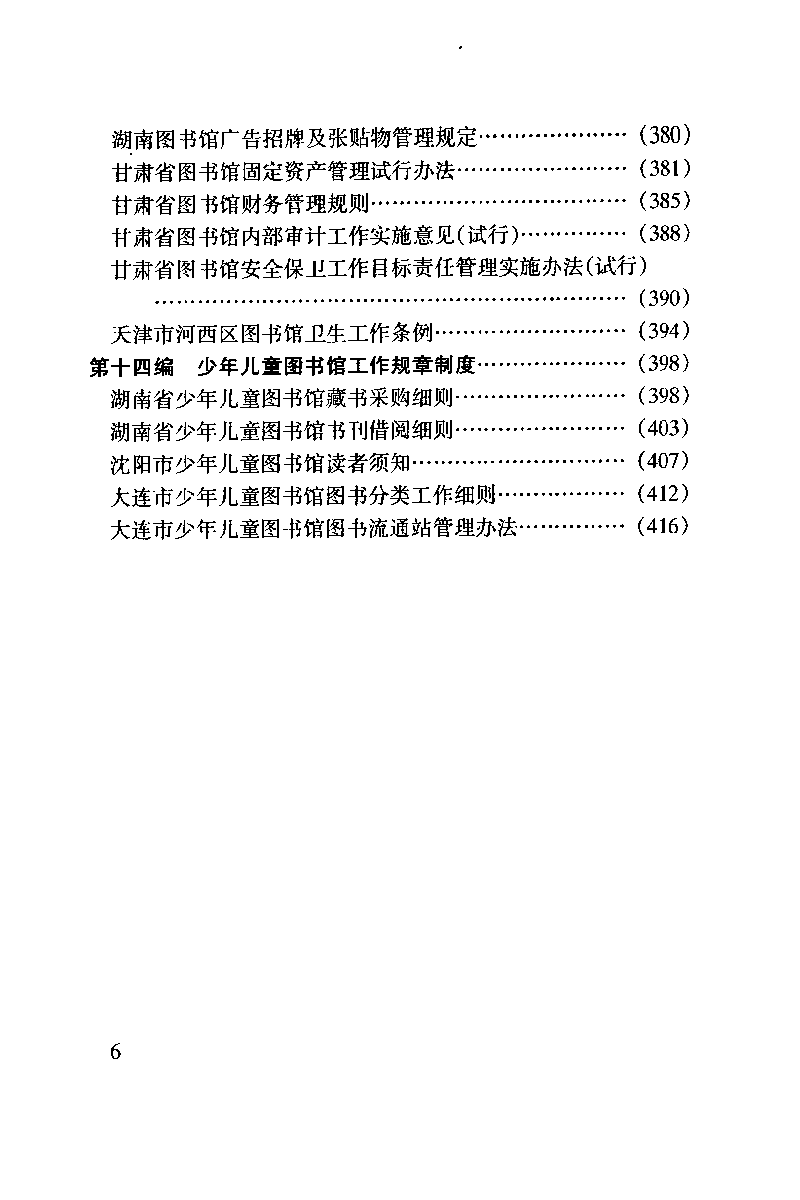 湖南图书馆广告招牌及张贴物管理规定…………………（380）
甘肃省图书馆固定资产管理试行办法……………………（381）
甘肃省图书馆财务管理规则………………………………（385）
甘肃省图书馆内部审计工作实施意见（试行）……………（388）
甘肃省图书馆安全保卫工作目标责任管理实施办法（试行）
…………………………………………………………（390）
天津市河西区图书馆卫生工作条例………………………（394）
第十四编　少年儿童图书馆工作规章制度…………………（398）
湖南省少年儿童图书馆藏书采购细则……………………（398）
湖南省少年儿童图书馆书刊借阅细则……………………（403）
沈阳市少年儿童图书馆读者须知…………………………（407）
大连市少年儿童图书馆图书分类工作细则………………（412）
大连市少年儿童图书馆图书流通站管理办法……………（416）
6